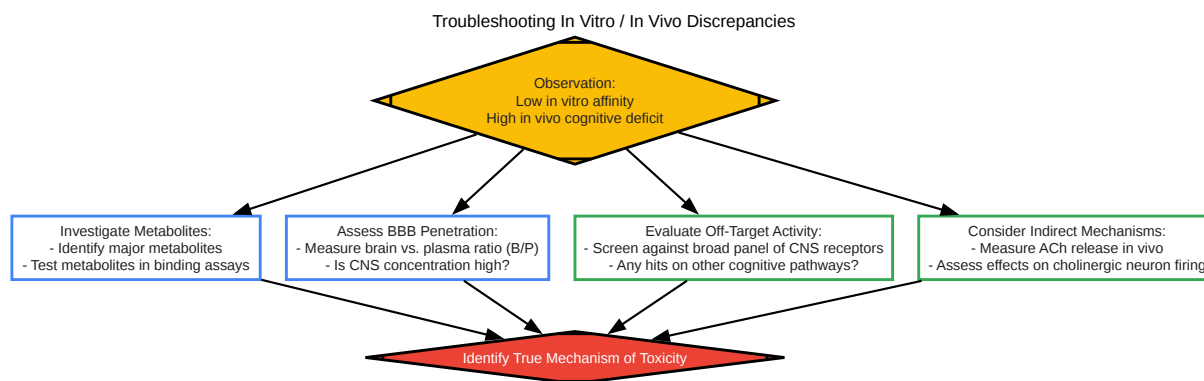 Troubleshooting In Vitro / In Vivo Discrepancies
Observation:
Low in vitro affinity
High in vivo cognitive deficit
Investigate Metabolites:
- Identify major metabolites
- Test metabolites in binding assays
Assess BBB Penetration:
- Measure brain vs. plasma ratio (B/P)
- Is CNS concentration high?
Evaluate Off-Target Activity:
- Screen against broad panel of CNS receptors
- Any hits on other cognitive pathways?
Consider Indirect Mechanisms:
- Measure ACh release in vivo
- Assess effects on cholinergic neuron firing
Identify True Mechanism of Toxicity